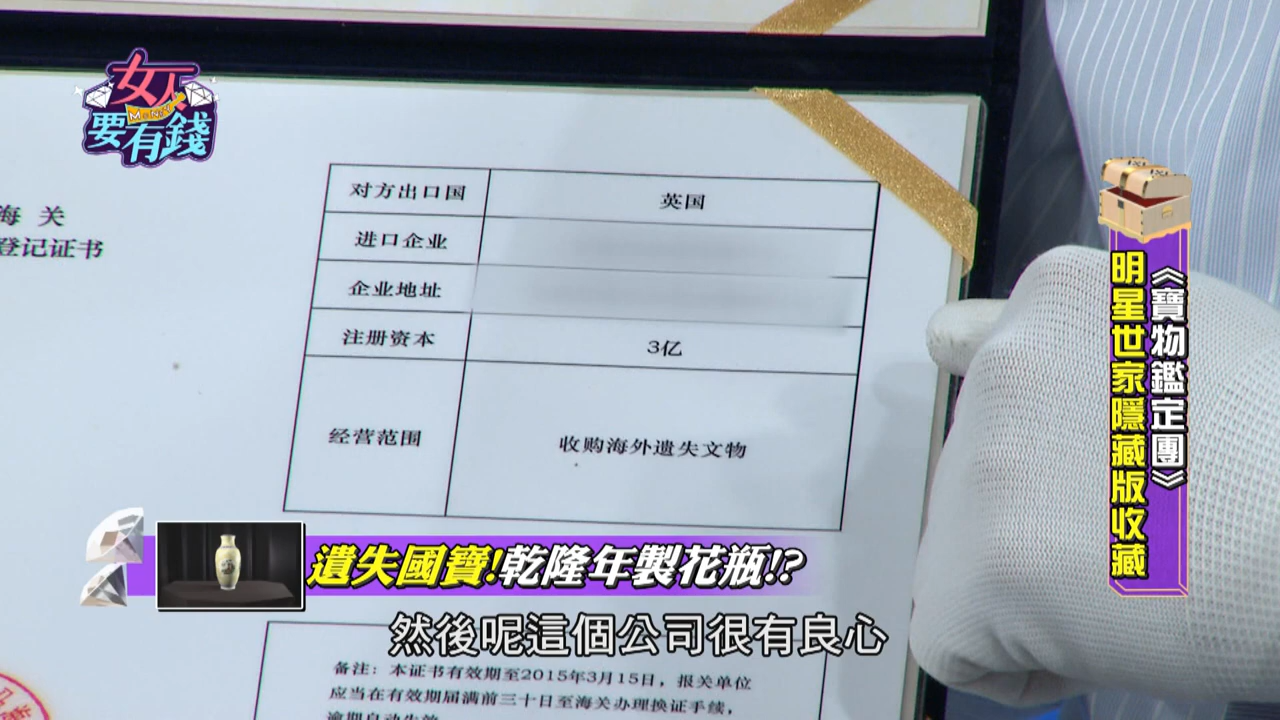 女人
MONEY
要有錢
海 关
登记证书
对方出口国 英国
进口企业
企业地址
注册资本 3亿
经营范围 收购海外遗失文物
《寶物鑑定團》
明星世家隱藏版收藏
遺失國寶!乾隆年製花瓶!?
然後呢這個公司很有良心
备注：本证书有效期至2015年3月15日，报关单位
应当在有效期届满前三十日至海关办理换证手续，
逾期自动失效